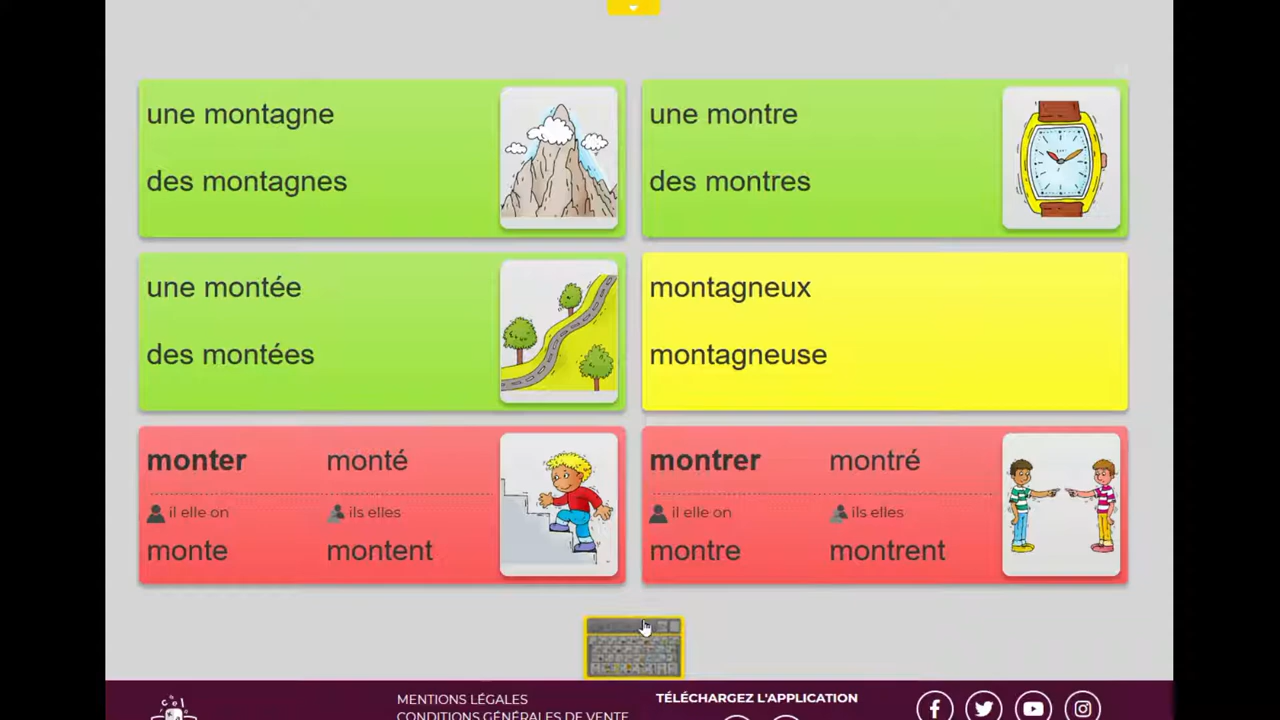 une montagne
des montagnes
une montre
des montres
une montée
des montées
montagneux
montagneuse
monter monté
il elle on ils elles
monte montent
montrer montré
il elle on ils elles
montre montrent
MENTIONS LÉGALES
CONDITIONS GÉNÉRALES DE VENTE
TÉLÉCHARGEZ L'APPLICATION